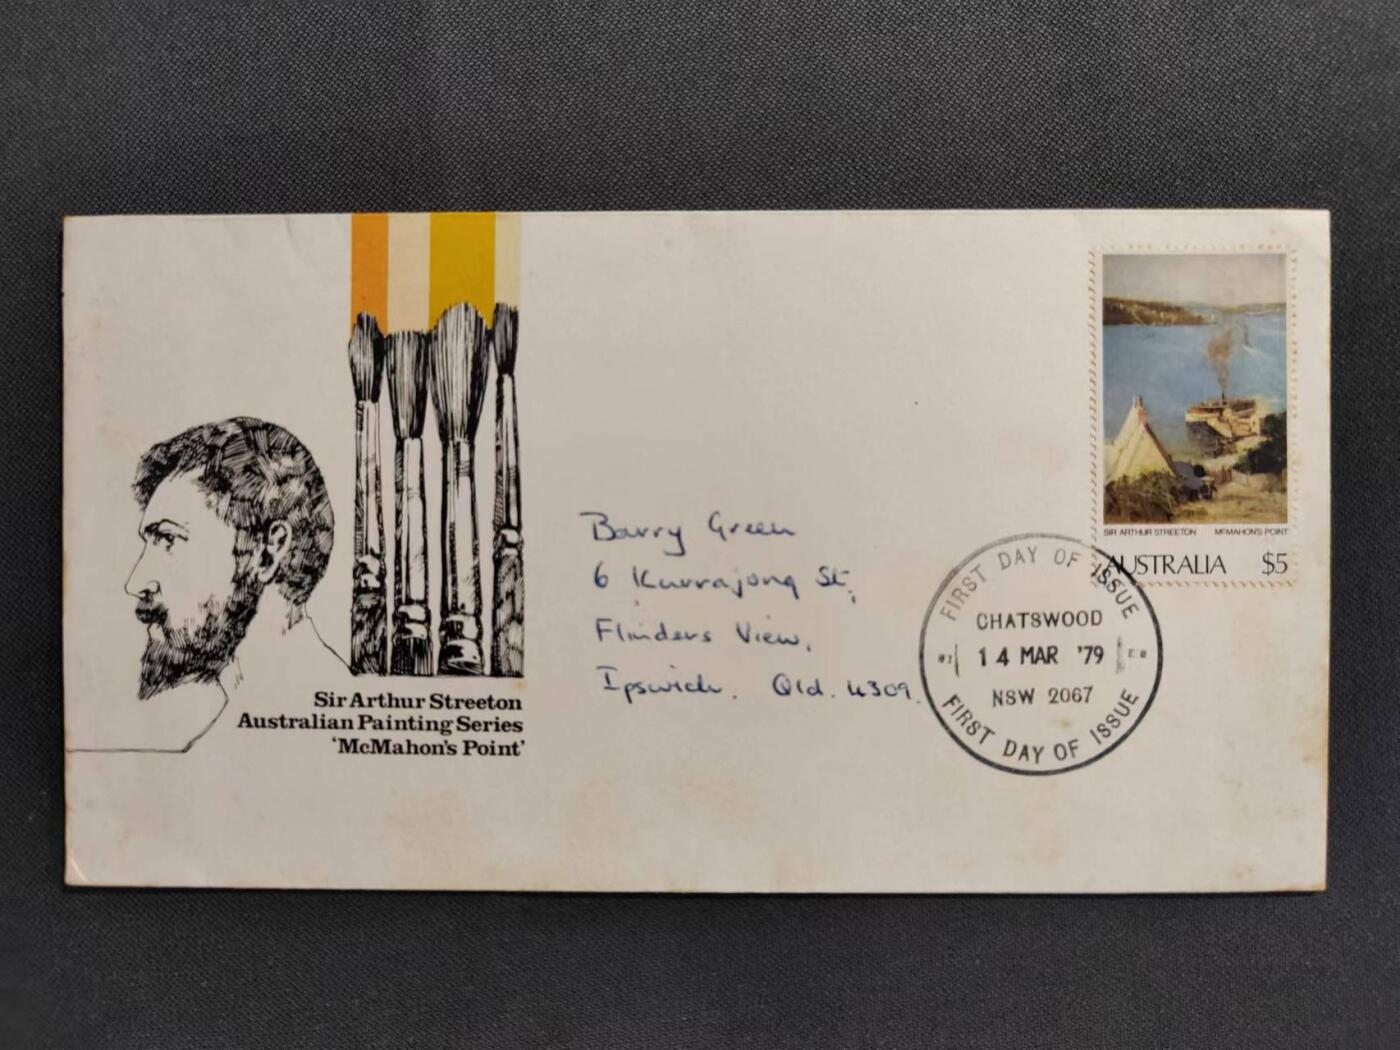 Sir Arthur Streeton
Australian Painting Series
'McMahon's Point'
Barry Green
6 Kurrajong St,
Flinders View,
Ipswich. Qld. 4309.
SIR ARTHUR STREETON McMAHON'S POINT
AUSTRALIA $5
FIRST DAY OF ISSUE
CHATSWOOD
14 MAR '79
NSW 2067
FIRST DAY OF ISSUE